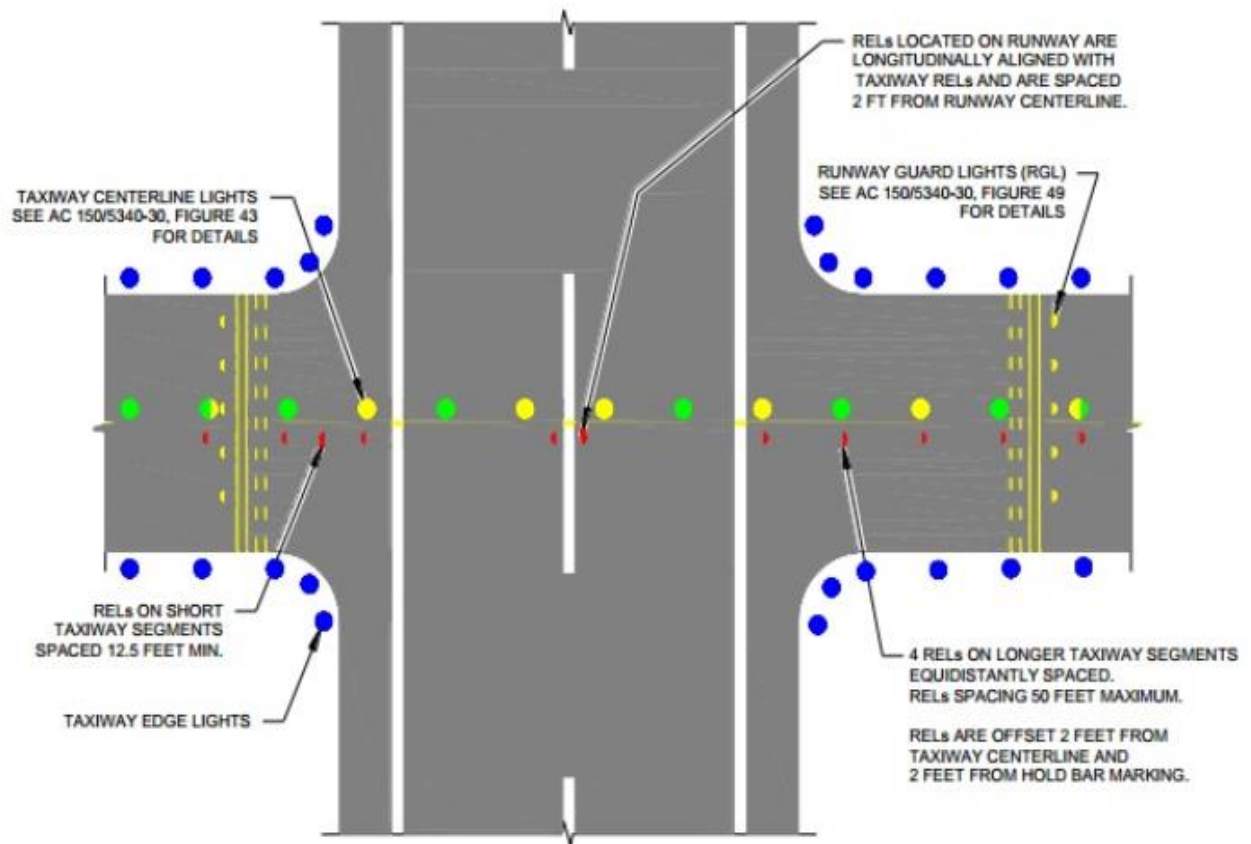 RELs LOCATED ON RUNWAY ARE
LONGITUDINALLY ALIGNED WITH
TAXIWAY RELs AND ARE SPACED
2 FT FROM RUNWAY CENTERLINE.
TAXIWAY CENTERLINE LIGHTS
SEE AC 150/5340-30, FIGURE 43
FOR DETAILS
RUNWAY GUARD LIGHTS (RGL)
SEE AC 150/5340-30, FIGURE 49
FOR DETAILS
RELs ON SHORT
TAXIWAY SEGMENTS
SPACED 12.5 FEET MIN.
TAXIWAY EDGE LIGHTS
4 RELs ON LONGER TAXIWAY SEGMENTS
EQUIDISTANTLY SPACED.
RELs SPACING 50 FEET MAXIMUM.
RELs ARE OFFSET 2 FEET FROM
TAXIWAY CENTERLINE AND
2 FEET FROM HOLD BAR MARKING.